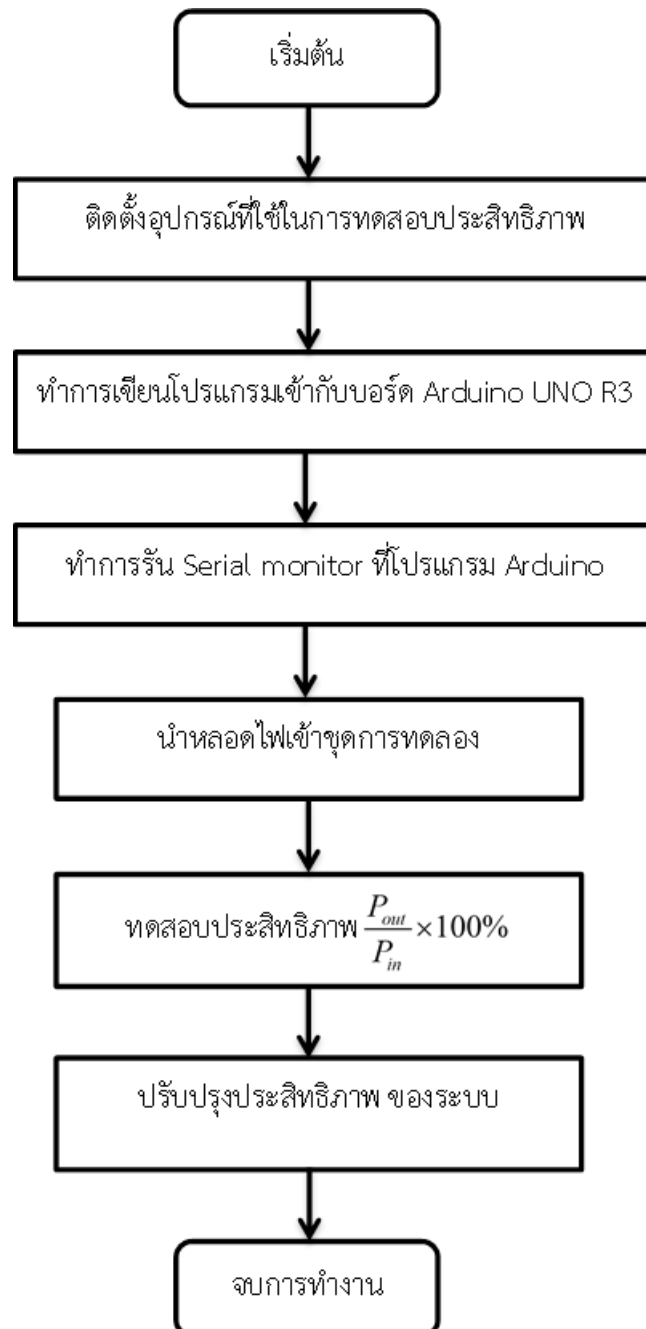 เริ่มต้น
ติดตั้งอุปกรณ์ที่ใช้ในการทดสอบประสิทธิภาพ
ทำการเขียนโปรแกรมเข้ากับบอร์ด Arduino UNO R3
ทำการรัน Serial monitor ที่โปรแกรม Arduino
นำหลอดไฟเข้าชุดการทดลอง
ทดสอบประสิทธิภาพ $\frac{P_{out}}{P_{in}} \times 100\%$
ปรับปรุงประสิทธิภาพ ของระบบ
จบการทำงาน